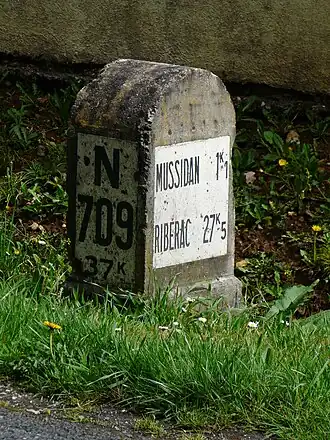 N
709
37 K
MUSSIDAN 1K1
RIBERAC 27K5